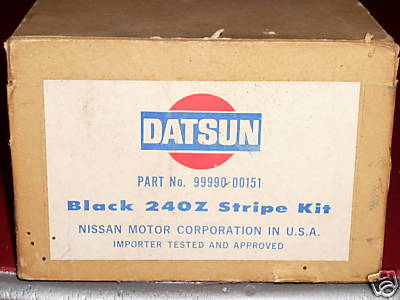 DATSUN
PART No. 99990-00151
Black 240Z Stripe Kit
NISSAN MOTOR CORPORATION IN U.S.A.
IMPORTER TESTED AND APPROVED